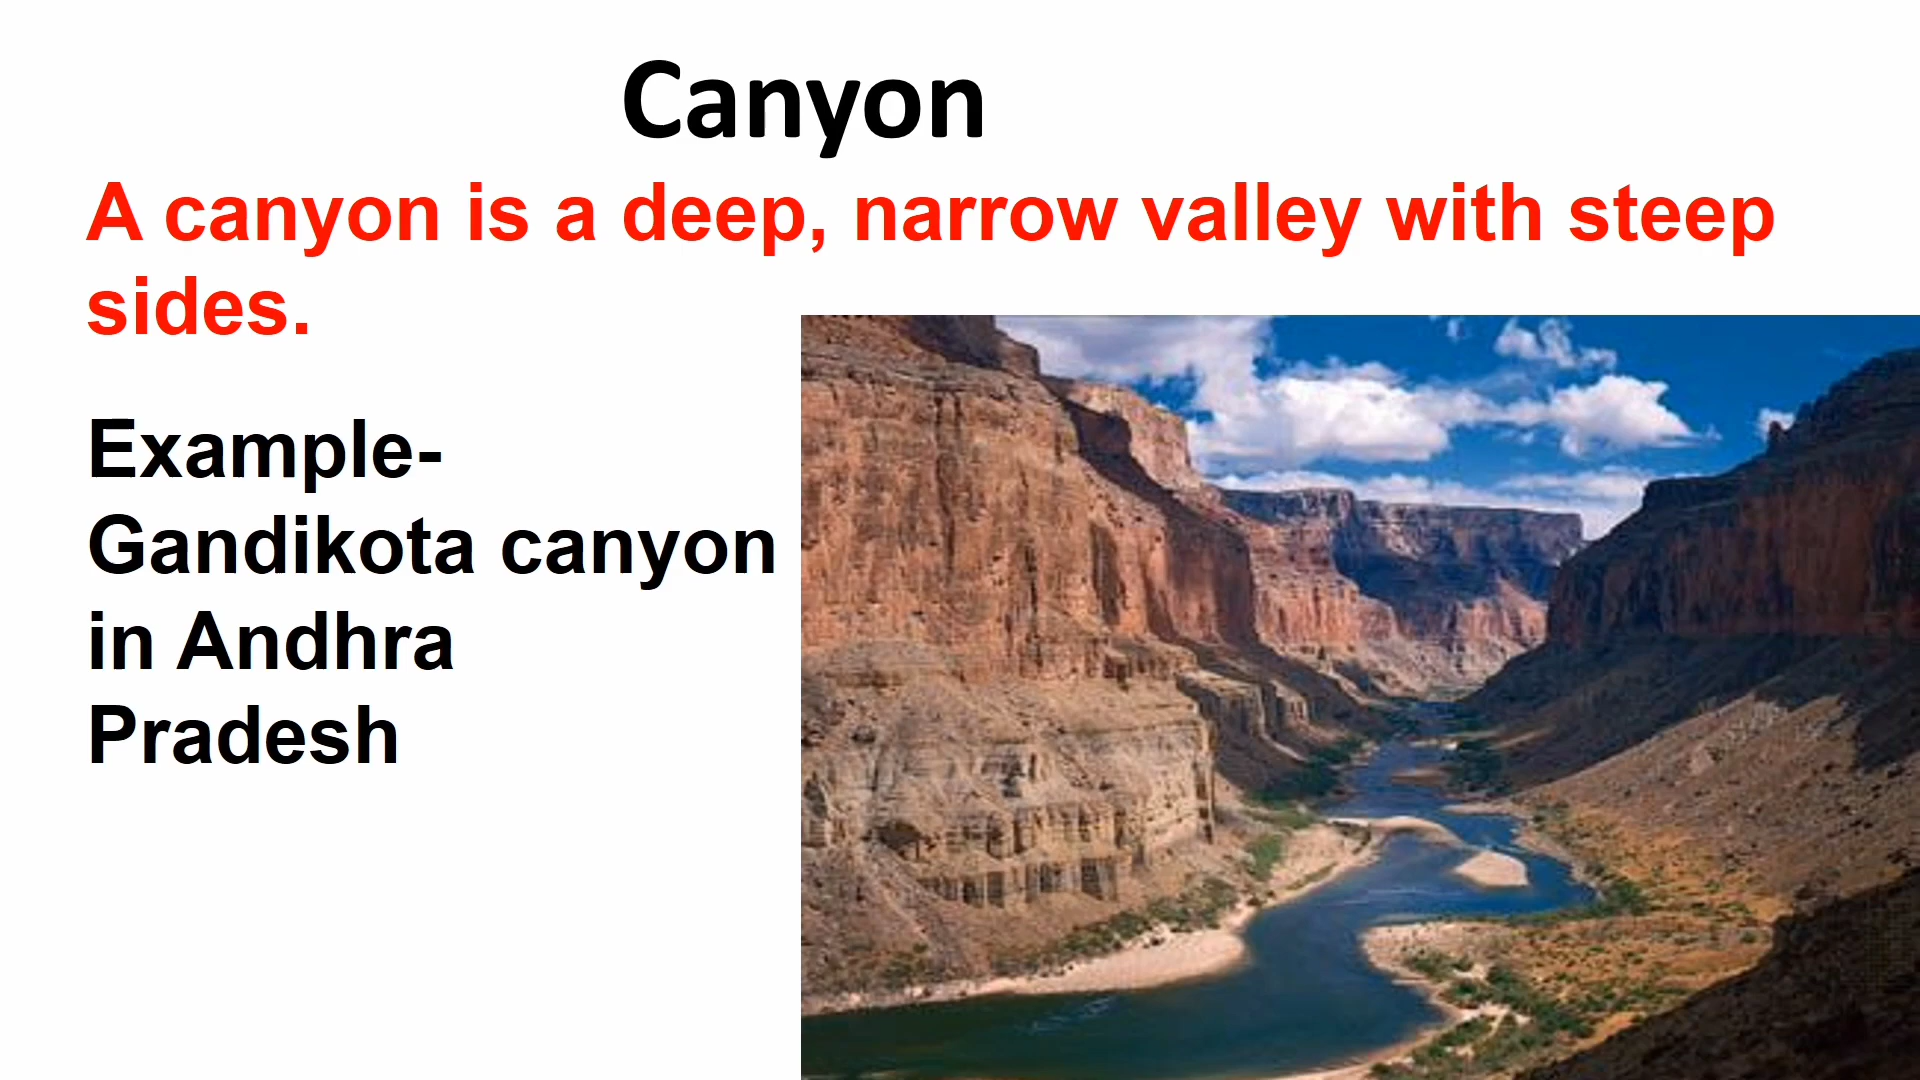 Canyon
A canyon is a deep, narrow valley with steep
sides.
Example-
Gandikota canyon
in Andhra
Pradesh